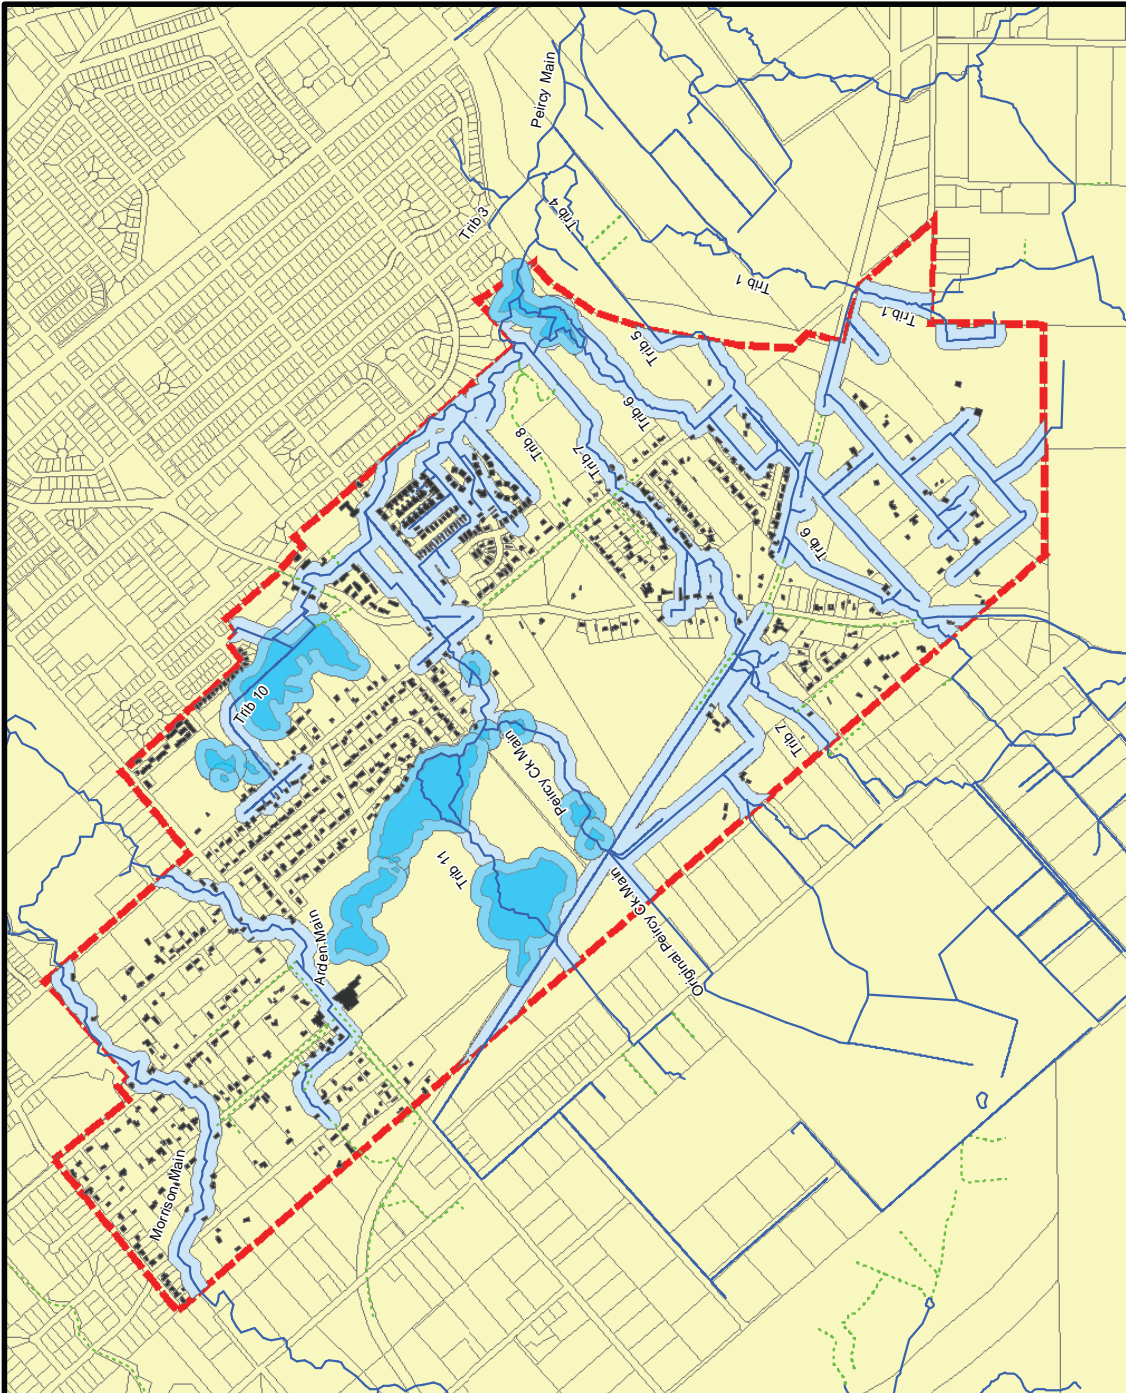 Peircy Main
Trib 3
Trib 4
Trib 1
Trib 1
Trib 5
Trib 6
Trib 8
Trib 7
Trib 6
Trib 10
Trib 7
Peircy Ck Main
Trib 11
Original Peircy Ck Main
Arden Main
Morrison Main